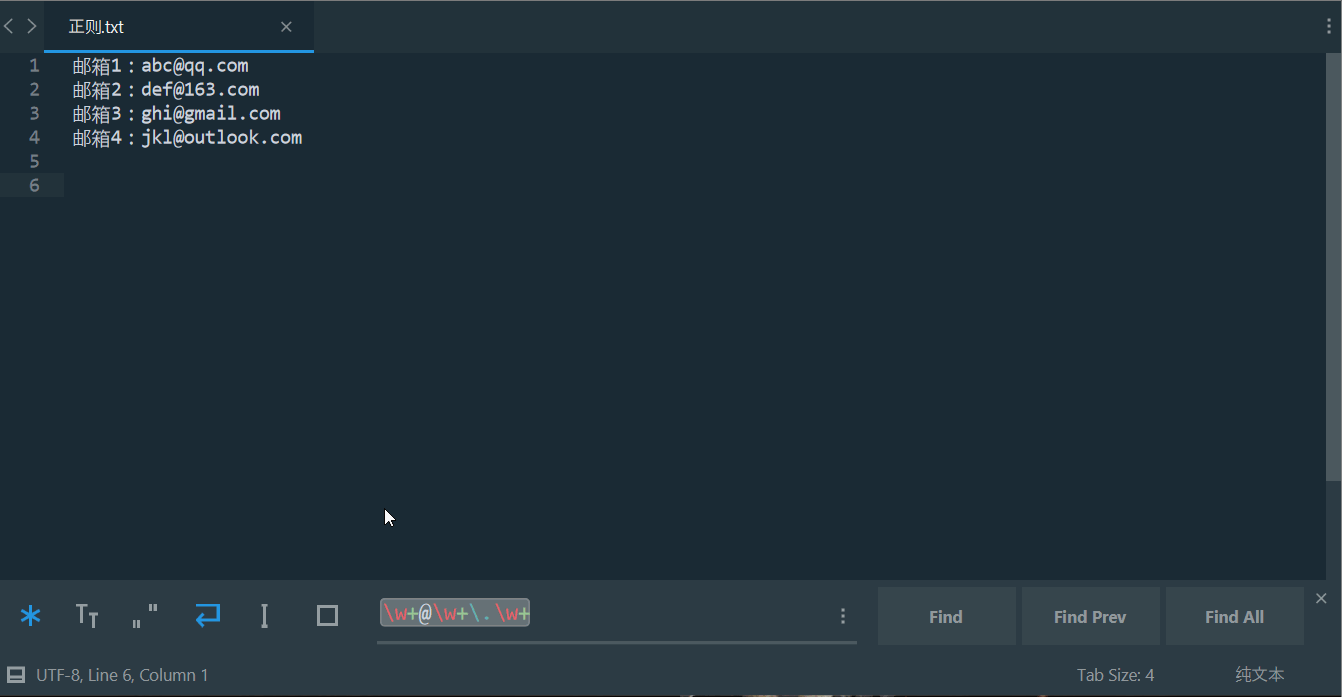 正则.txt
1 邮箱1：abc@qq.com
2 邮箱2：def@163.com
3 邮箱3：ghi@gmail.com
4 邮箱4：jkl@outlook.com
5
6
\w+@\w+\.\w+
Find Find Prev Find All
UTF-8, Line 6, Column 1 Tab Size: 4 纯文本